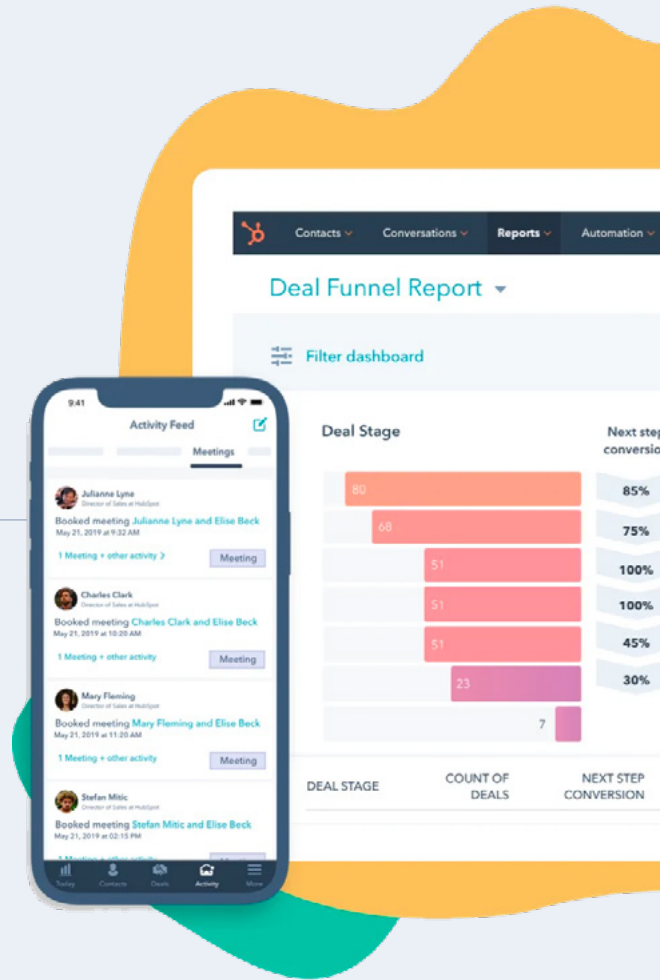 Contacts Conversations Reports Automation
Deal Funnel Report
Filter dashboard
Deal Stage
Next step
conversio
80
85%
68
75%
51
100%
51
100%
51
45%
23
30%
7
DEAL STAGE
COUNT OF
DEALS
NEXT STEP
CONVERSION
9:41
Activity Feed
Meetings
Julianne Lyne
Director of Sales at HubSpot
Booked meeting Julianne Lyne and Elise Beck
May 21, 2019 at 9:32 AM
1 Meeting + other activity
Meeting
Charles Clark
Director of Sales at HubSpot
Booked meeting Charles Clark and Elise Beck
May 21, 2019 at 10:20 AM
1 Meeting + other activity
Meeting
Mary Fleming
Director of Sales at HubSpot
Booked meeting Mary Fleming and Elise Beck
May 21, 2019 at 11:20 AM
1 Meeting + other activity
Meeting
Stefan Mitic
Director of Sales at HubSpot
Booked meeting Stefan Mitic and Elise Beck
May 21, 2019 at 02:15 PM
Today Contacts Deals Activity More